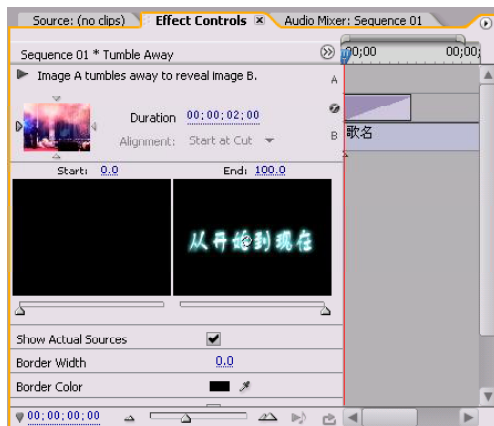 Source: (no clips) Effect Controls Audio Mixer: Sequence 01
Sequence 01 * Tumble Away
00;00 00;00;
Image A tumbles away to reveal image B.
A
Duration 00;00;02;00
Alignment: Start at Cut
B
歌名
Start: 0.0 End: 100.0
从开始到现在
Show Actual Sources
Border Width 0.0
Border Color
00;00;00;00